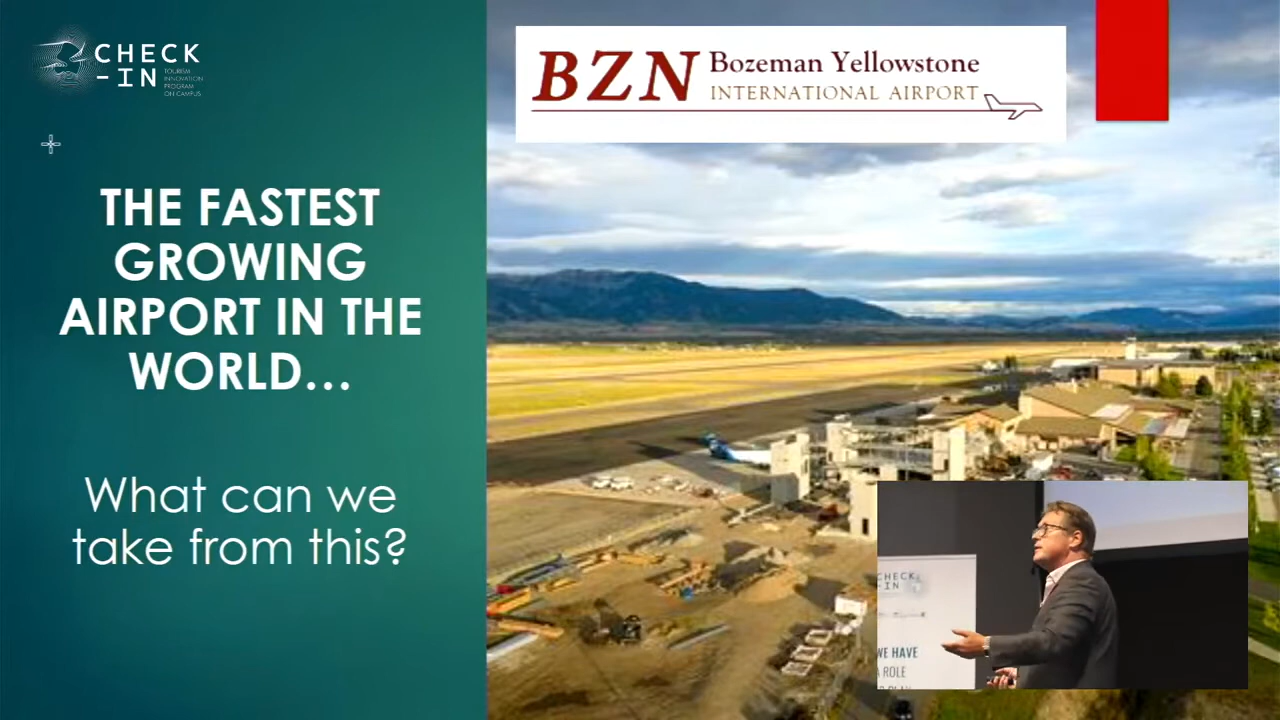 CHECK
-IN
TOURISM
INNOVATION
PROGRAM
ON CAMPUS
THE FASTEST
GROWING
AIRPORT IN THE
WORLD...
What can we
take from this?
BZN
Bozeman Yellowstone
INTERNATIONAL AIRPORT
CHECK
-IN
WE HAVE
A ROLE